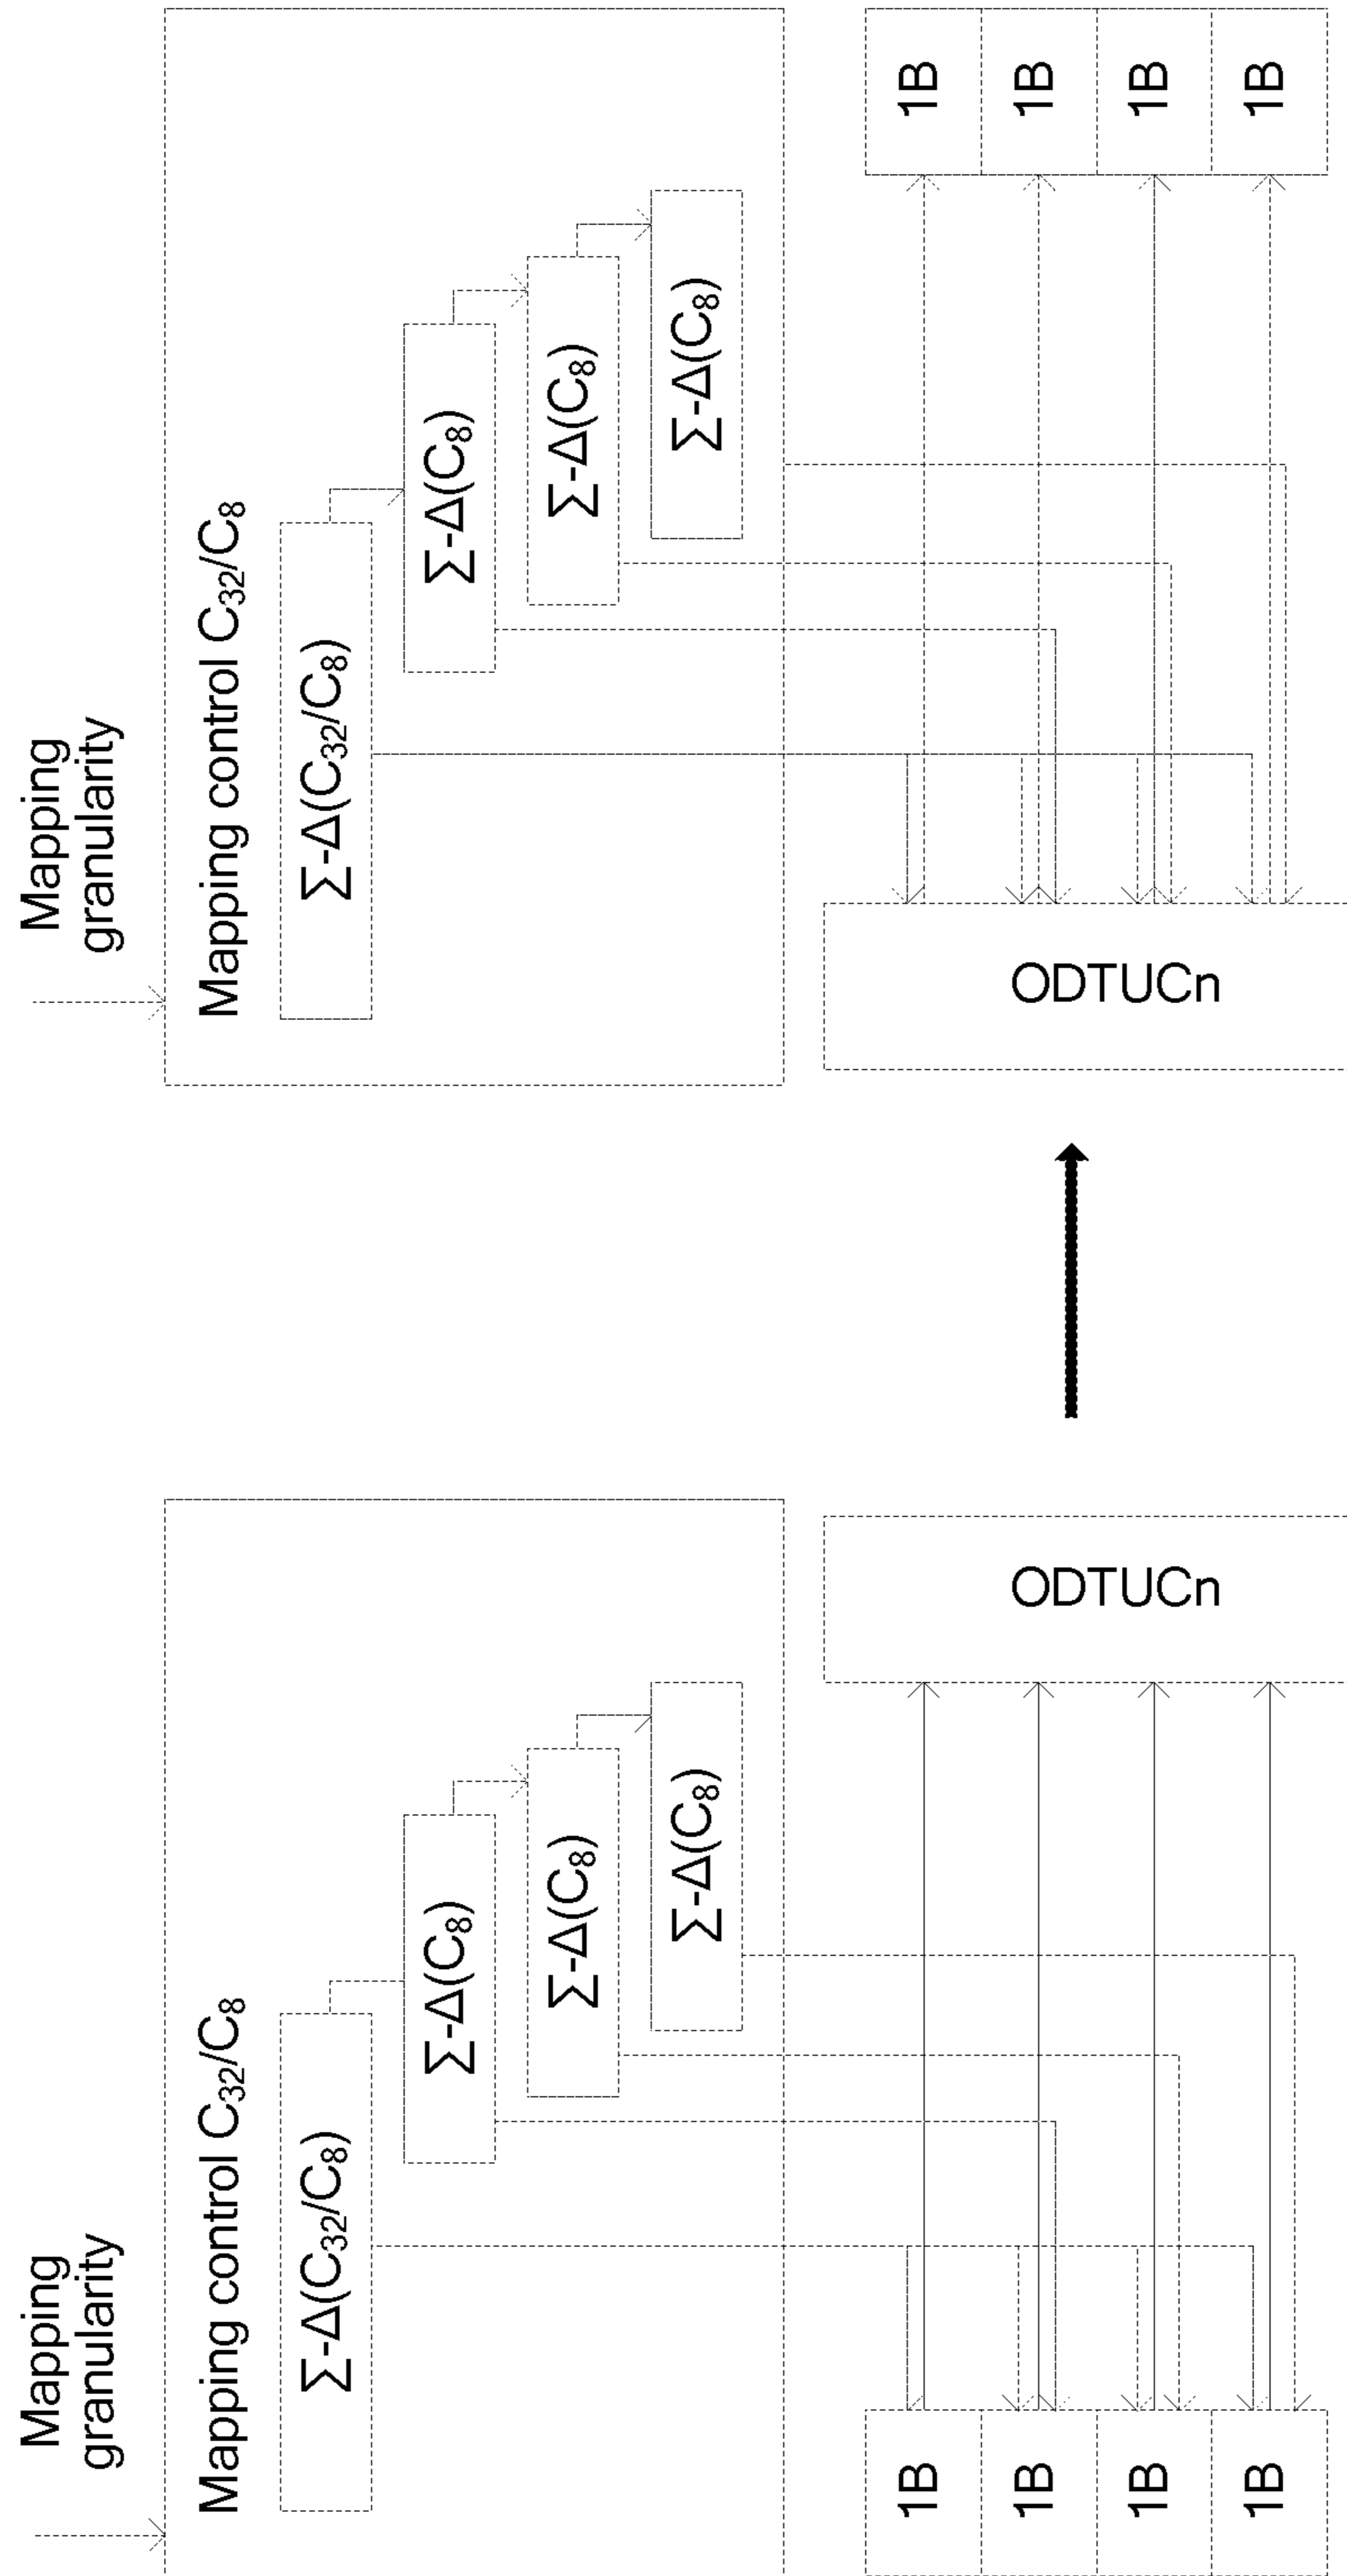 Mapping
granularity
Mapping control C₃₂/C₈
∑-Δ(C₃₂/C₈)
∑-Δ(C₈)
∑-Δ(C₈)
∑-Δ(C₈)
1B
1B
1B
1B
ODTUCn
Mapping
granularity
Mapping control C₃₂/C₈
∑-Δ(C₃₂/C₈)
∑-Δ(C₈)
∑-Δ(C₈)
∑-Δ(C₈)
ODTUCn
1B
1B
1B
1B